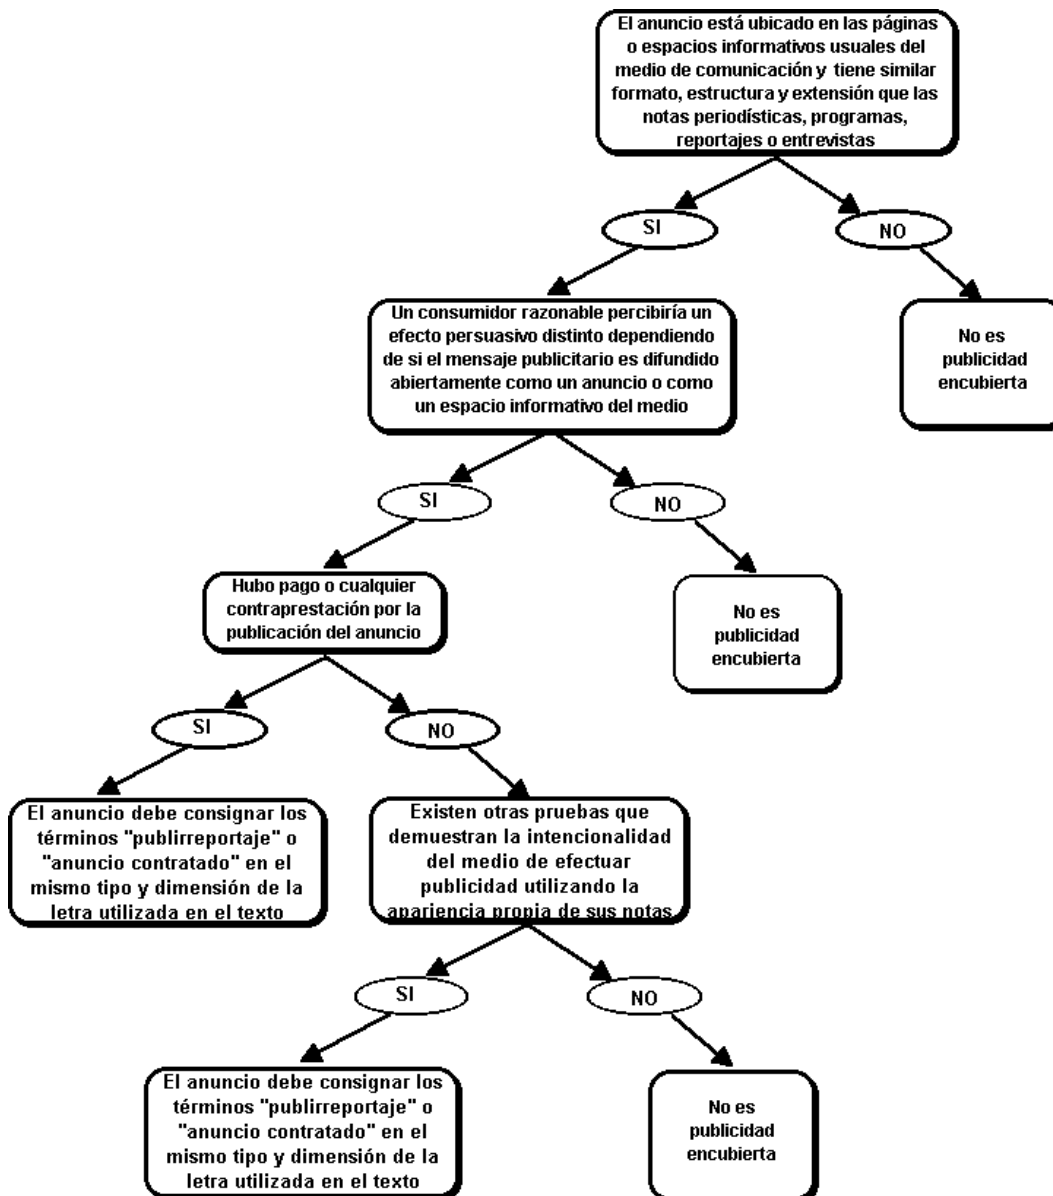 El anuncio está ubicado en las páginas
o espacios informativos usuales del
medio de comunicación y tiene similar
formato, estructura y extensión que las
notas periodísticas, programas,
reportajes o entrevistas
SI
NO
Un consumidor razonable percibiría un
efecto persuasivo distinto dependiendo
de si el mensaje publicitario es difundido
abiertamente como un anuncio o como
un espacio informativo del medio
No es
publicidad
encubierta
SI
NO
Hubo pago o cualquier
contraprestación por la
publicación del anuncio
No es
publicidad
encubierta
SI
NO
El anuncio debe consignar los
términos "publirreportaje" o
"anuncio contratado" en el
mismo tipo y dimensión de la
letra utilizada en el texto
Existen otras pruebas que
demuestran la intencionalidad
del medio de efectuar
publicidad utilizando la
apariencia propia de sus notas
SI
NO
El anuncio debe consignar los
términos "publirreportaje" o
"anuncio contratado" en el
mismo tipo y dimensión de la
letra utilizada en el texto
No es
publicidad
encubierta